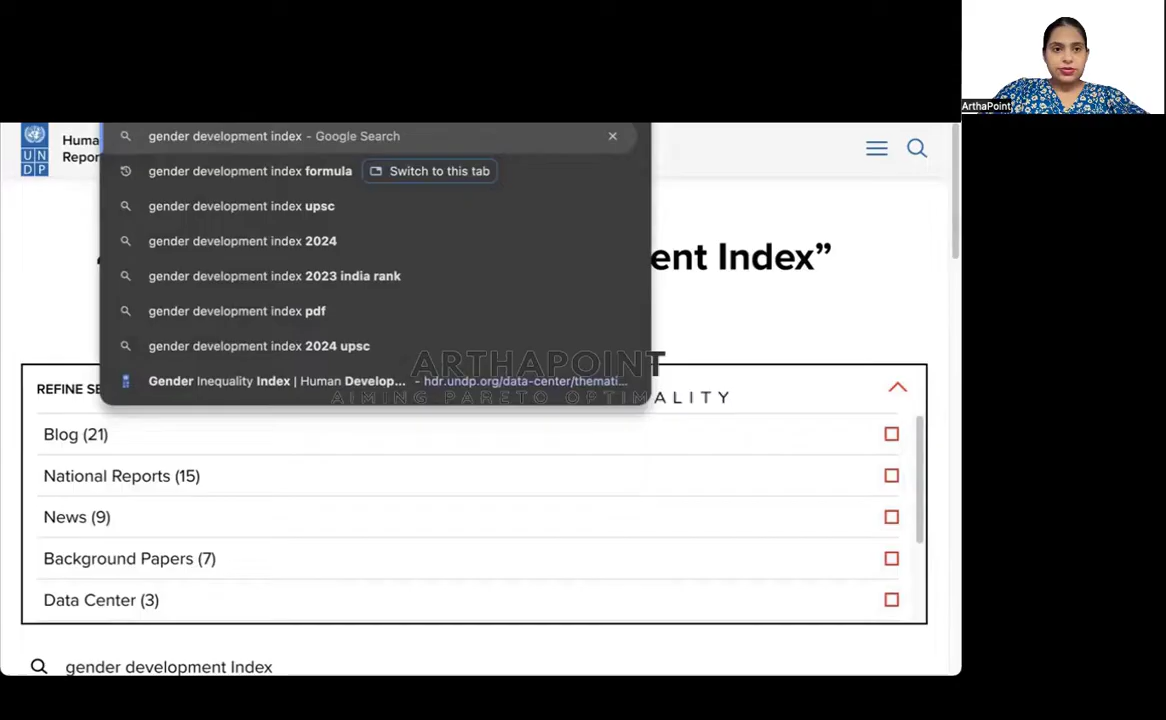 ArthaPoint
UN
DP
Huma
Repor
gender development index - Google Search
gender development index formula Switch to this tab
gender development index upsc
gender development index 2024
ent Index”
gender development index 2023 india rank
gender development index pdf
gender development index 2024 upsc
ARTHAPOINT
Gender Inequality Index | Human Develop... - hdr.undp.org/data-center/themati...
AIMING PARETO OPTIMALITY
REFINE SE
Blog (21)
National Reports (15)
News (9)
Background Papers (7)
Data Center (3)
gender development Index